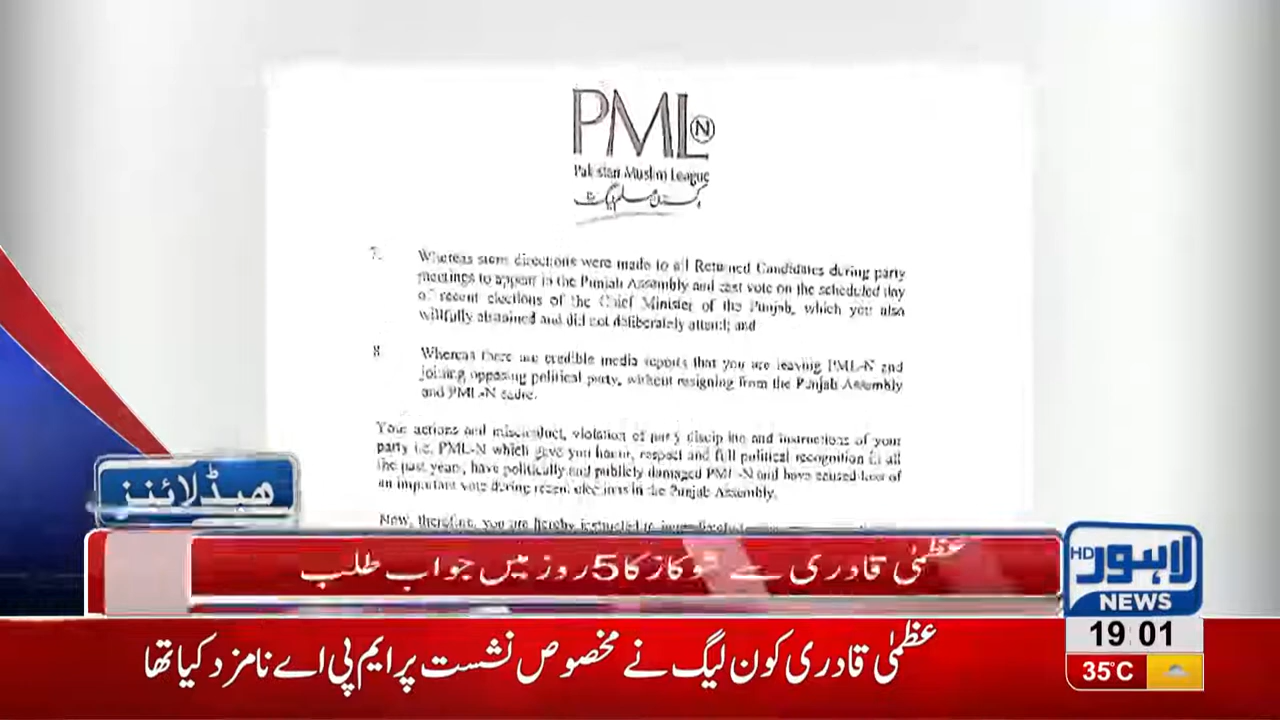 PML N
Pakistan Muslim League
7. Whereas stern directions were made to all Returned Candidates during party
meetings to appear in the Punjab Assembly and cast vote on the scheduled day
of recent elections of the Chief Minister of the Punjab, which you also
willfully abstained and did not deliberately attend; and
8 Whereas there are credible media reports that you are leaving PML-N and
joining opposing political party, without resigning from the Punjab Assembly
and PML-N cadre.
Your actions and misconduct, violation of party discipline and instructions of your
party i.e. PML-N which gave you honor, respect and full political recognition in all
the past years, have politically and publicly damaged PML-N and have caused loss of
an important vote during recent elections in the Punjab Assembly.
Now, therefore, you are hereby instructed to
ہیڈلائنز
عظمیٰ قادری سے شوکاز کا 5 روز میں جواب طلب
HD لاہور
NEWS
عظمیٰ قادری کو ن لیگ نے مخصوص نشست پر ایم پی اے نامزد کیا تھا
19:01
35°C